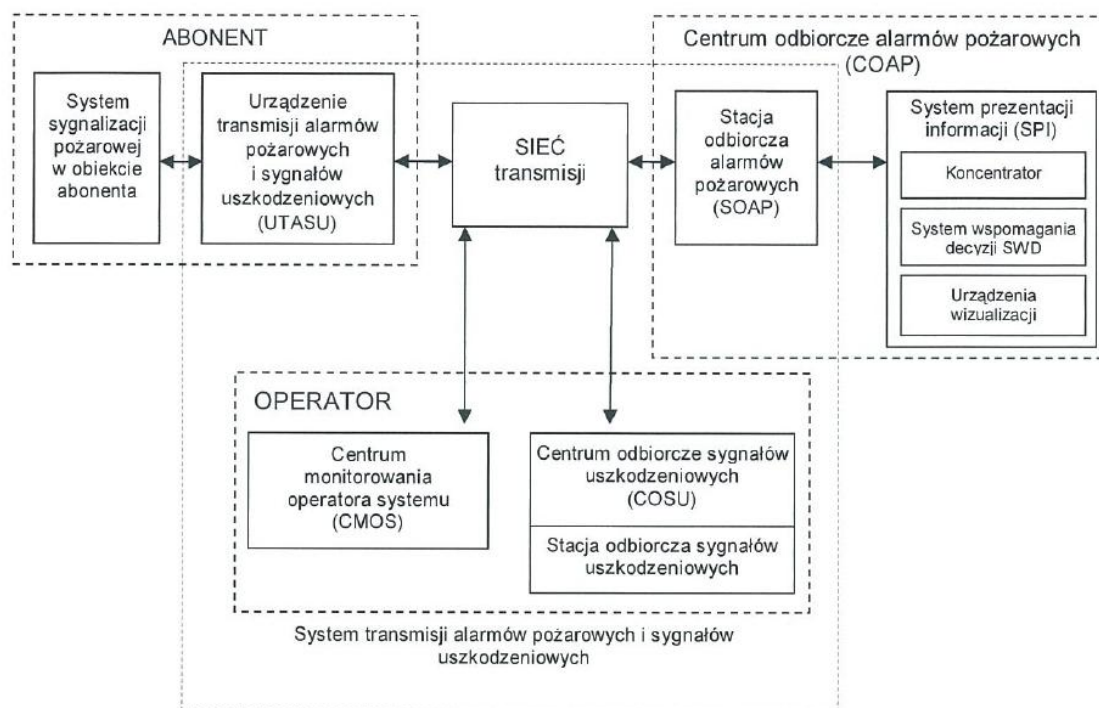 ABONENT
System
sygnalizacji
pożarowej
w obiekcie
abonenta
Urządzenie
transmisji alarmów
pożarowych
i sygnałów
uszkodzeniowych
(UTASU)
SIEĆ
transmisji
Centrum odbiorcze alarmów pożarowych
(COAP)
Stacja
odbiorcza
alarmów
pożarowych
(SOAP)
System prezentacji
informacji (SPI)
Koncentrator
System wspomagania
decyzji SWD
Urządzenia
wizualizacji
OPERATOR
Centrum
monitorowania
operatora systemu
(CMOS)
Centrum odbiorcze sygnałów
uszkodzeniowych
(COSU)
Stacja odbiorcza sygnałów
uszkodzeniowych
System transmisji alarmów pożarowych i sygnałów
uszkodzeniowych